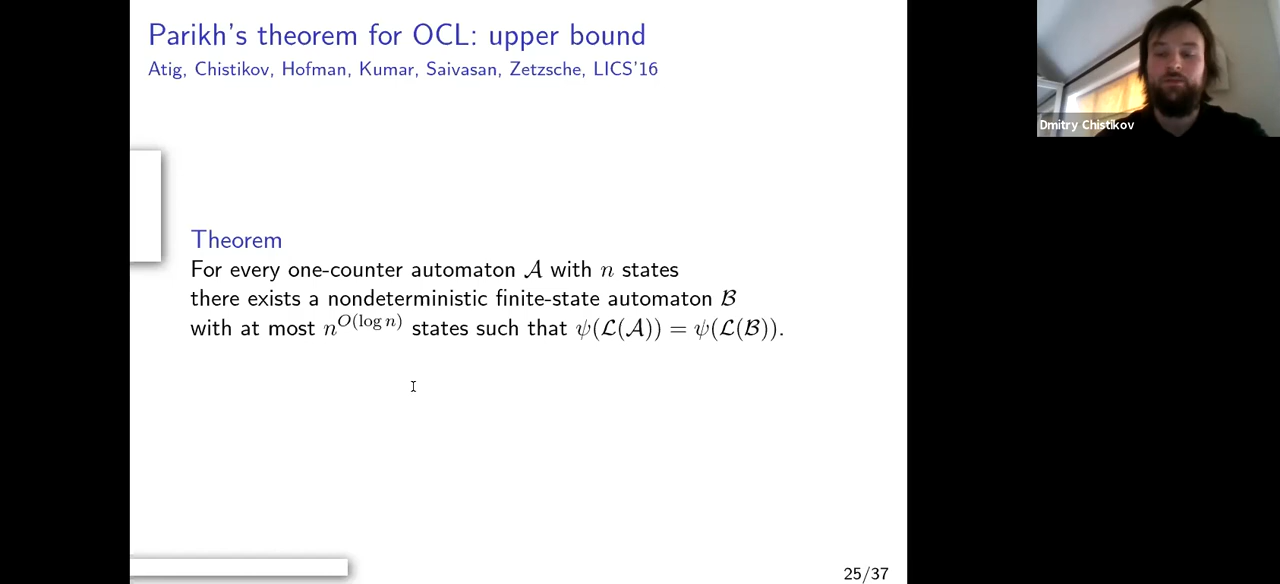 Parikh's theorem for OCL: upper bound
Atig, Chistikov, Hofman, Kumar, Saivasan, Zetzsche, LICS'16
Theorem
For every one-counter automaton 𝒜 with n states
there exists a nondeterministic finite-state automaton ℬ
with at most n^{O(log n)} states such that ψ(ℒ(𝒜)) = ψ(ℒ(ℬ)).
25/37
Dmitry Chistikov